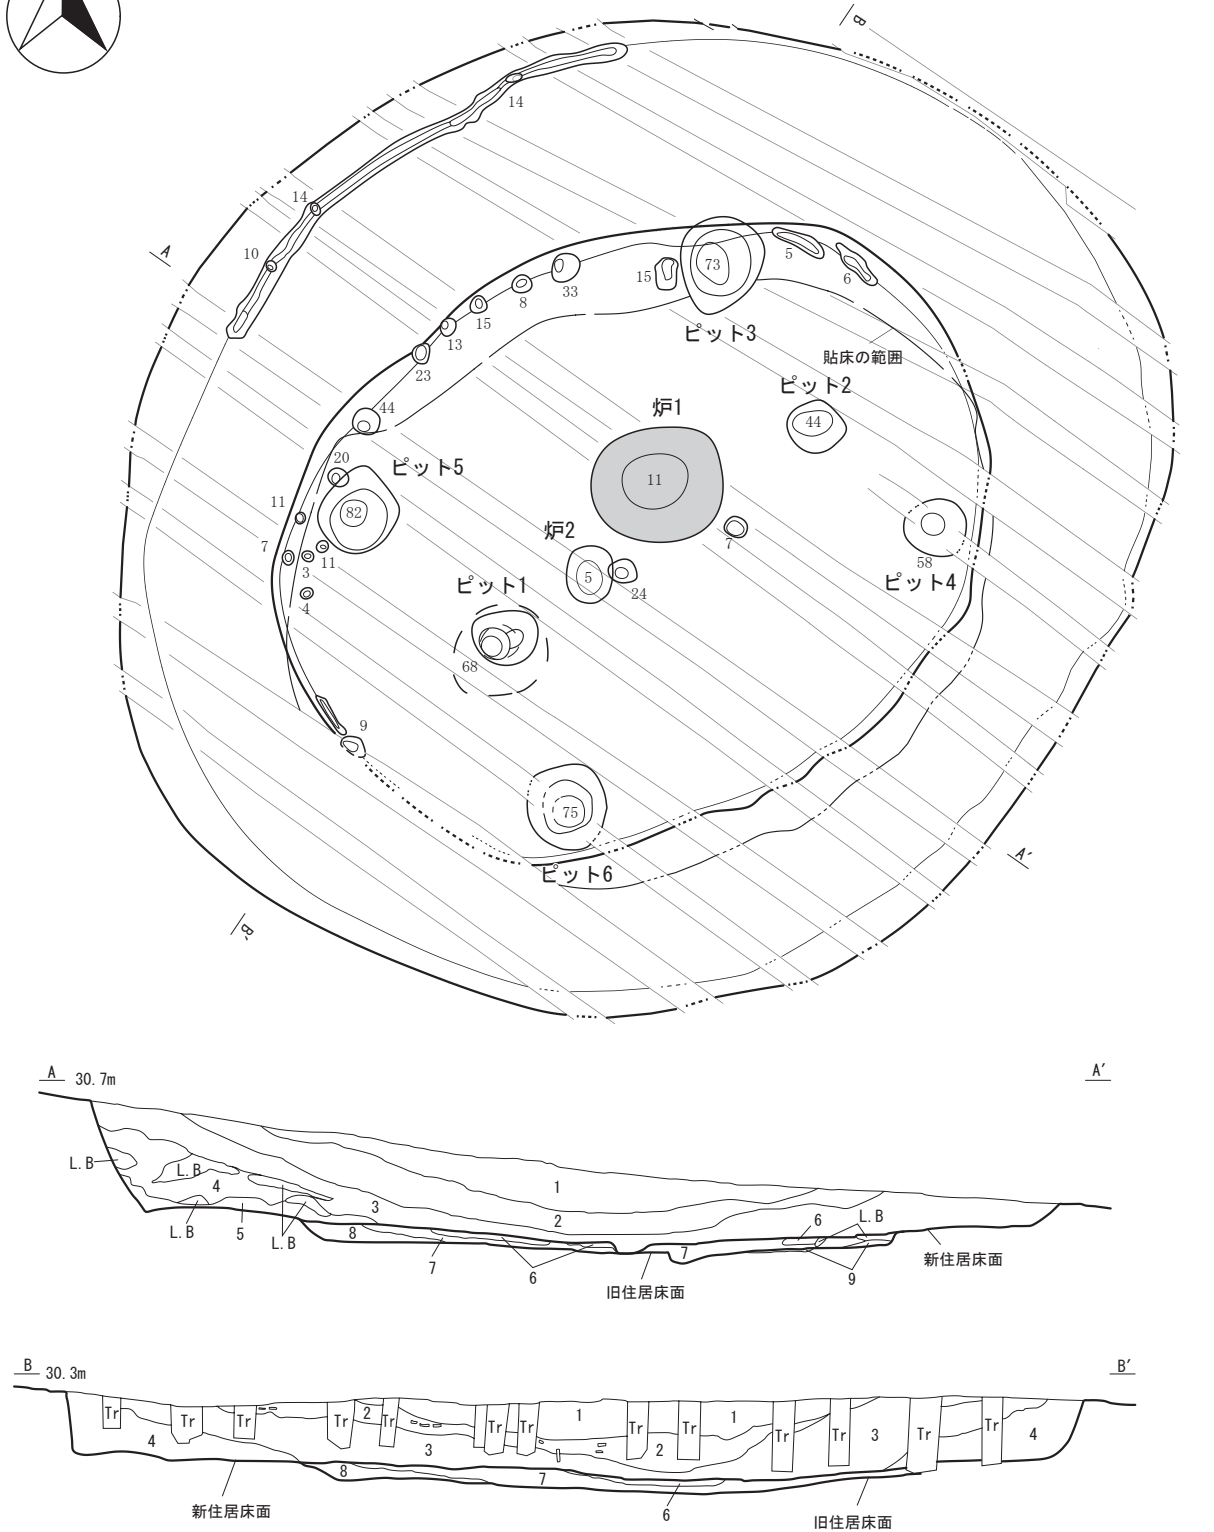 B
14
14
A
10
15
73
5
6
33
8
15
13
23
ピット3
貼床の範囲
ピット2
44
炉1
11
44
20
ピット5
82
11
7
3
11
4
炉2
5
24
7
58
ピット4
ピット1
68
9
75
ピット6
A′
B′
A 30.7m
A′
L.B
L.B
4
L.B
5
L.B
3
1
2
8
7
6
旧住居床面
7
6
L.B
9
新住居床面
B 30.3m
B′
Tr
Tr
Tr
Tr
2
Tr
Tr
Tr
1
Tr
Tr
1
Tr
Tr
3
Tr
Tr
4
4
3
2
8
7
6
新住居床面
旧住居床面